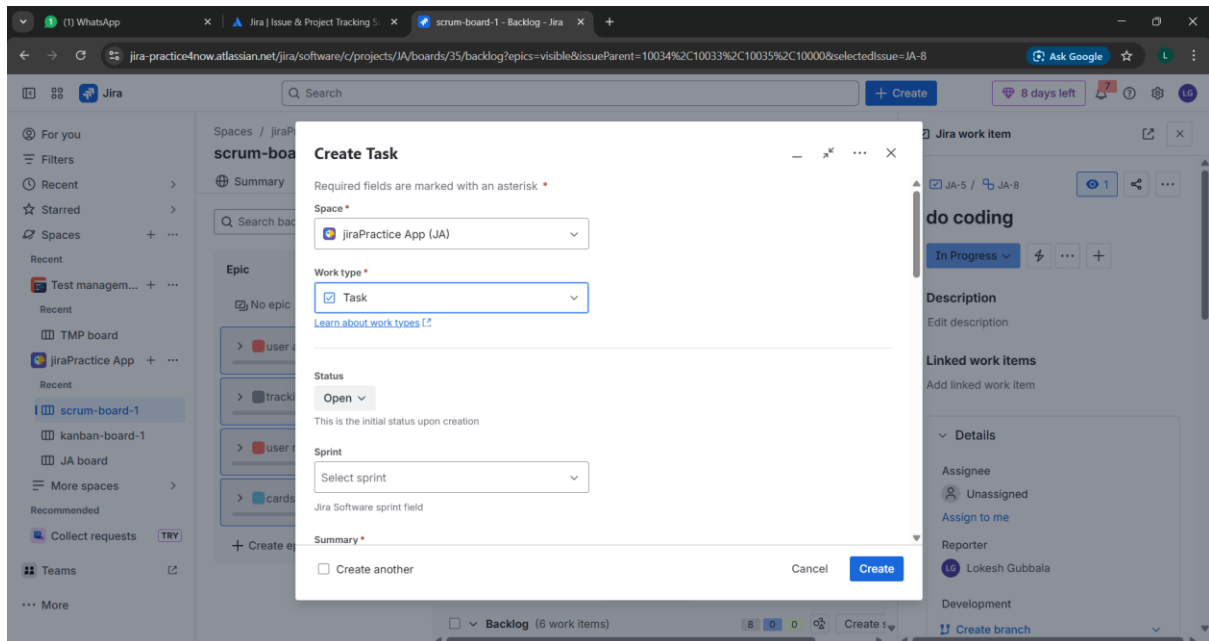 (1) WhatsApp
Jira | Issue & Project Tracking S
scrum-board-1 - Backlog - Jira
jira-practice4now.atlassian.net/jira/software/c/projects/JA/boards/35/backlog?epics=visible&issueParent=10034%2C10033%2C10035%2C10000&selectedIssue=JA-8
Ask Google
L
Jira
Search
+ Create
8 days left
7
LG
For you
Filters
Recent
Starred
Spaces
Recent
Test managem...
Recent
TMP board
jiraPractice App
Recent
scrum-board-1
kanban-board-1
JA board
More spaces
Recommended
Collect requests TRY
Teams
More
Spaces / jiraP
scrum-boa
Summary
Search bac
Epic
No epic
user
tracki
user r
cards
+ Create ep
Create Task
Required fields are marked with an asterisk *
Space *
jiraPractice App (JA)
Work type *
Task
Learn about work types
Status
Open
This is the initial status upon creation
Sprint
Select sprint
Jira Software sprint field
Summary *
Create another
Cancel
Create
Backlog (6 work items)
8 0 0
Create s
Jira work item
JA-5 / JA-8
1
do coding
In Progress
Description
Edit description
Linked work items
Add linked work item
Details
Assignee
Unassigned
Assign to me
Reporter
LG Lokesh Gubbala
Development
Create branch